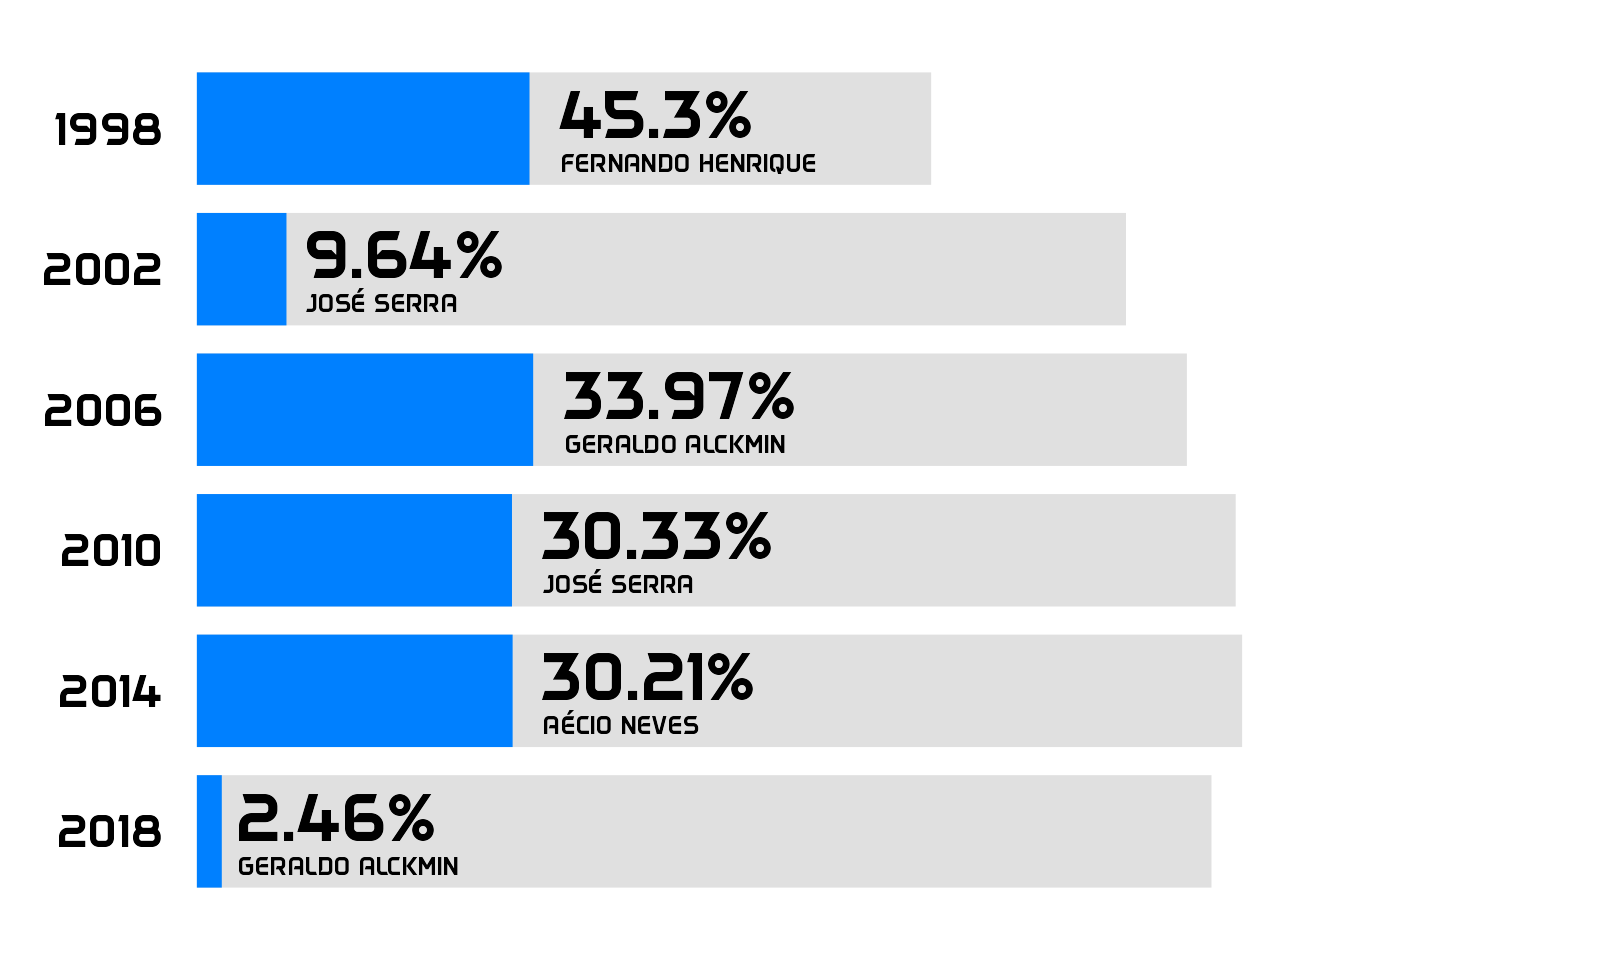 1998
45.3%
FERNANDO HENRIQUE
2002
9.64%
JOSÉ SERRA
2006
33.97%
GERALDO ALCKMIN
2010
30.33%
JOSÉ SERRA
2014
30.21%
AÉCIO NEVES
2018
2.46%
GERALDO ALCKMIN